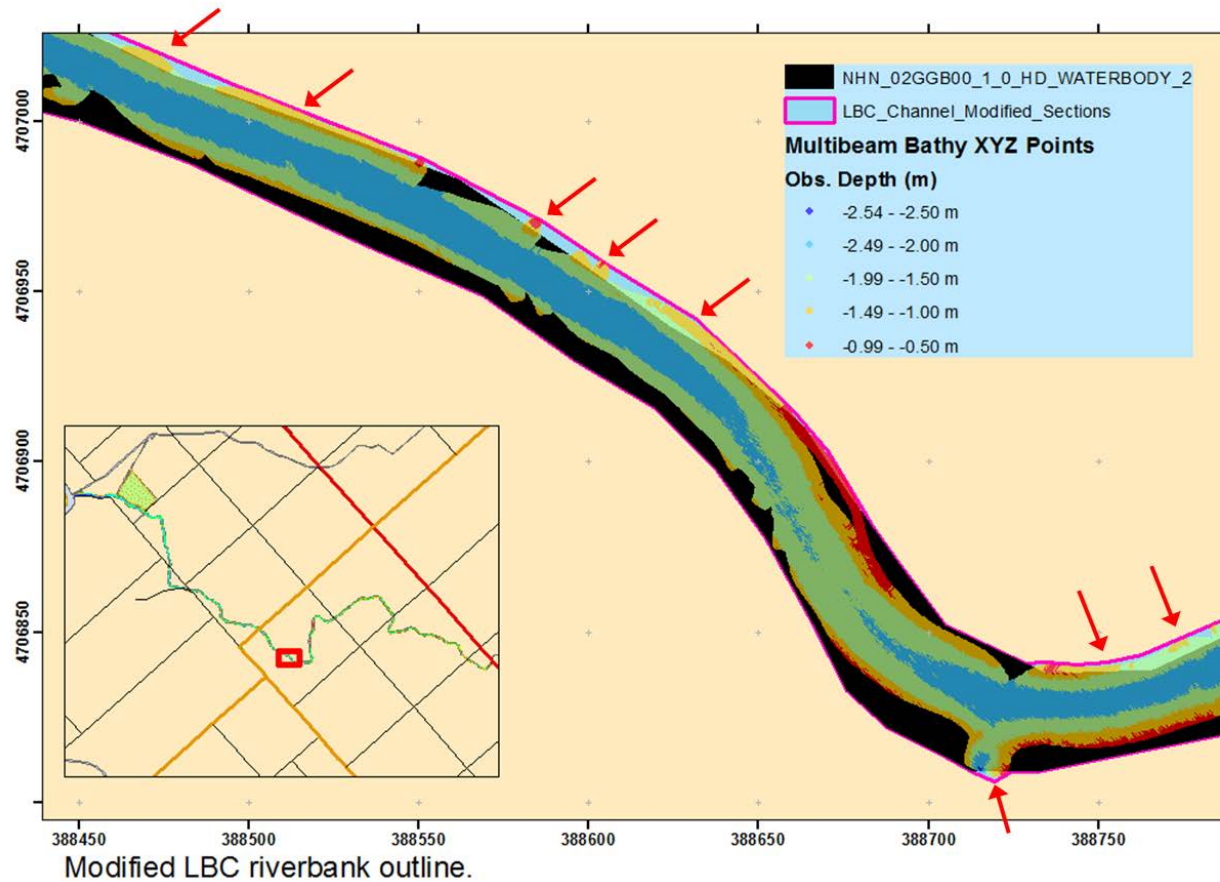 NHN_02GGB00_1_0_HD_WATERBODY_2
LBC_Channel_Modified_Sections
Multibeam Bathy XYZ Points
Obs. Depth (m)
-2.54 - -2.50 m
-2.49 - -2.00 m
-1.99 - -1.50 m
-1.49 - -1.00 m
-0.99 - -0.50 m
4707000
4706950
4706900
4706850
388450 388500 388550 388600 388650 388700 388750
Modified LBC riverbank outline.